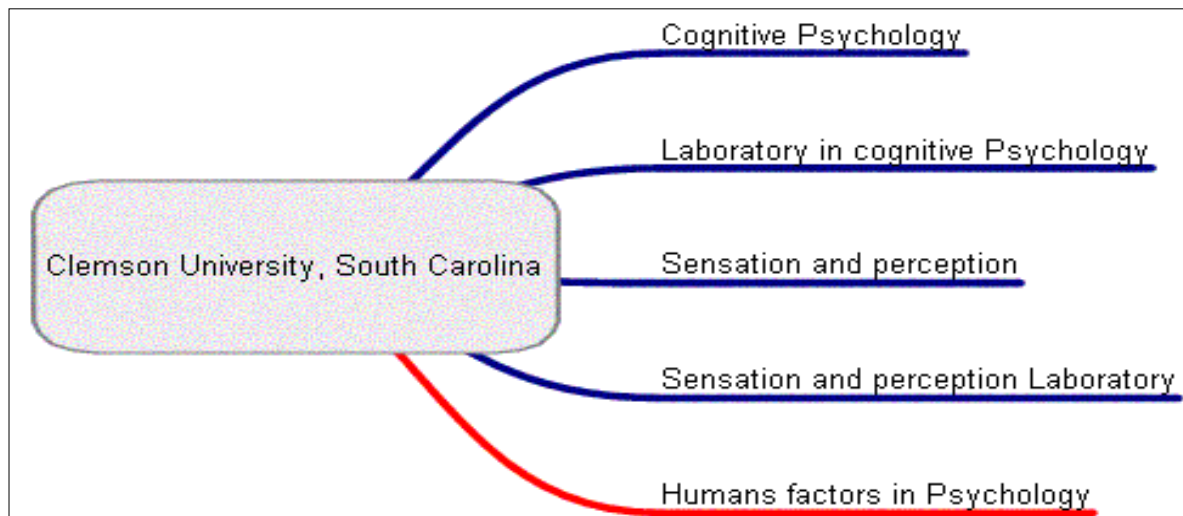 Cognitive Psychology
Laboratory in cognitive Psychology
Clemson University, South Carolina
Sensation and perception
Sensation and perception Laboratory
Humans factors in Psychology